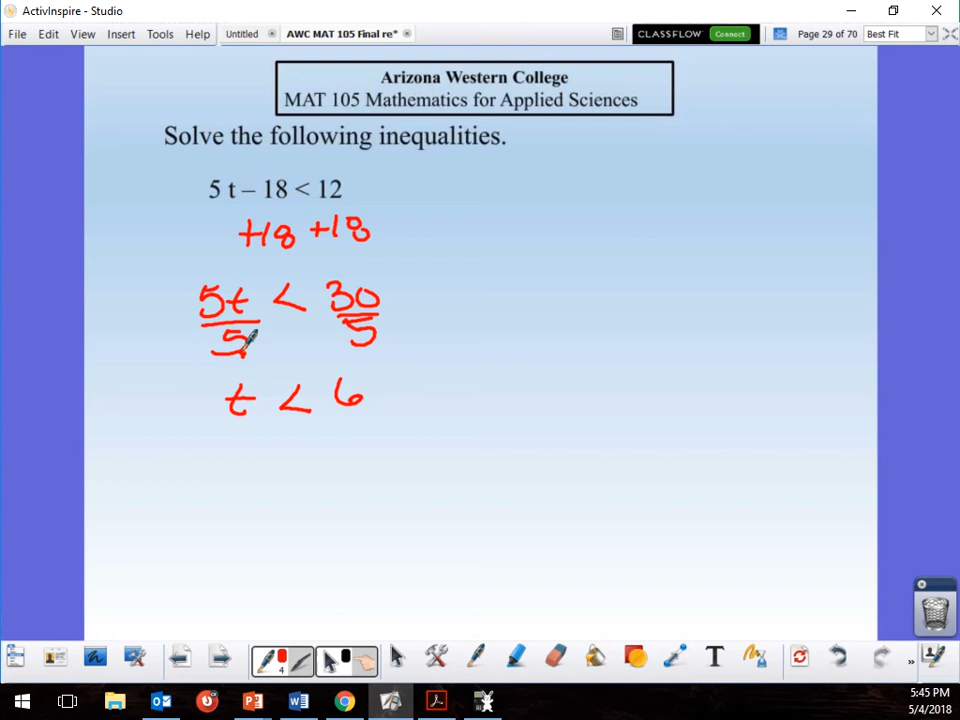 ActivInspire - Studio
File Edit View Insert Tools Help Untitled AWC MAT 105 Final re* CLASSFLOW Connect Page 29 of 70 Best Fit
Arizona Western College
MAT 105 Mathematics for Applied Sciences
Solve the following inequalities.
5 t – 18 < 12
+18 +18
5t < 30
5 5
t < 6
4 T »
5:45 PM
5/4/2018